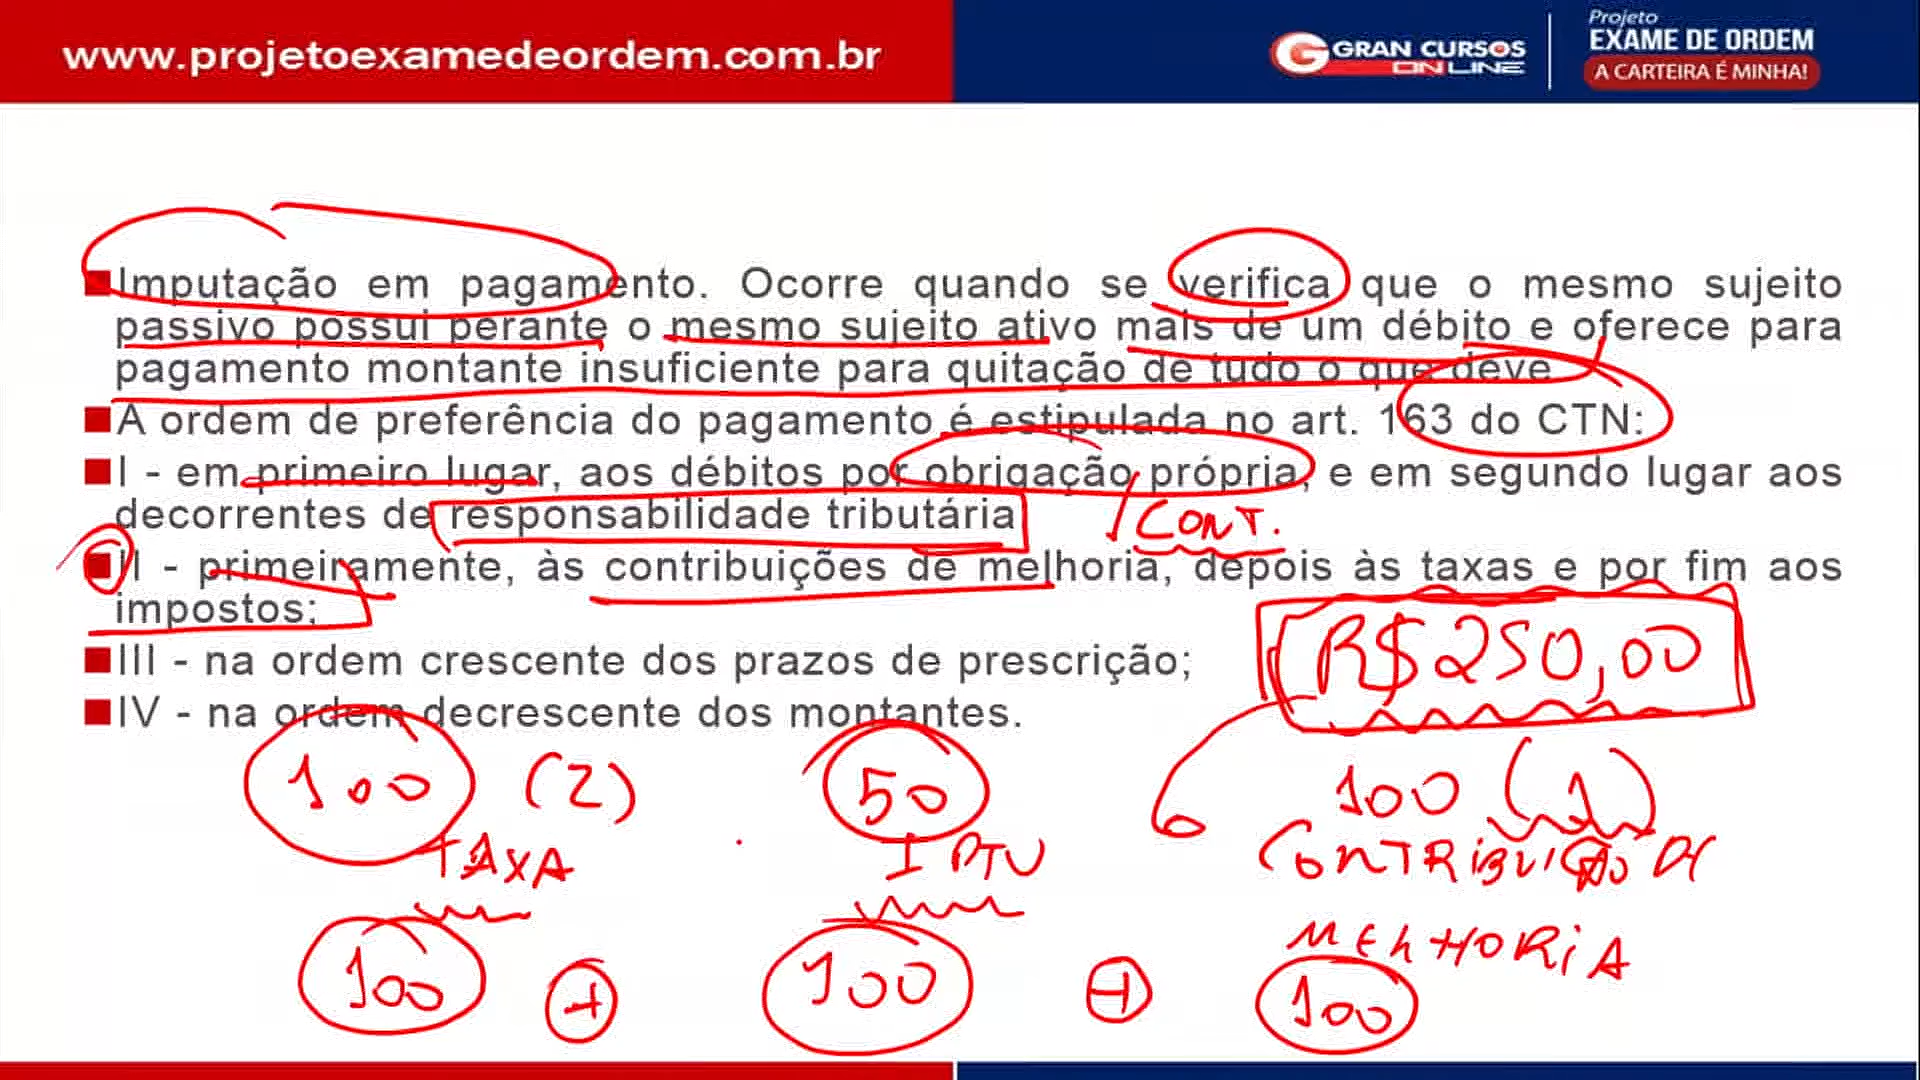 www.projetoexamedeordem.com.br
GRAN CURSOS
ONLINE
Projeto
EXAME DE ORDEM
A CARTEIRA É MINHA!
Imputação em pagamento. Ocorre quando se verifica que o mesmo sujeito
passivo possui perante o mesmo sujeito ativo mais de um débito e oferece para
pagamento montante insuficiente para quitação de tudo o que deve
A ordem de preferência do pagamento é estipulada no art. 163 do CTN:
I - em primeiro lugar, aos débitos por obrigação própria, e em segundo lugar aos
decorrentes de responsabilidade tributária
/CONT.
II - primeiramente, às contribuições de melhoria, depois às taxas e por fim aos
impostos;
R$250,00
III - na ordem crescente dos prazos de prescrição;
IV - na ordem decrescente dos montantes.
100 (2) 50 100 (1)
TAXA IPTU CONTRIBUIÇÃO DE
MELHORIA
100 + 100 + 100